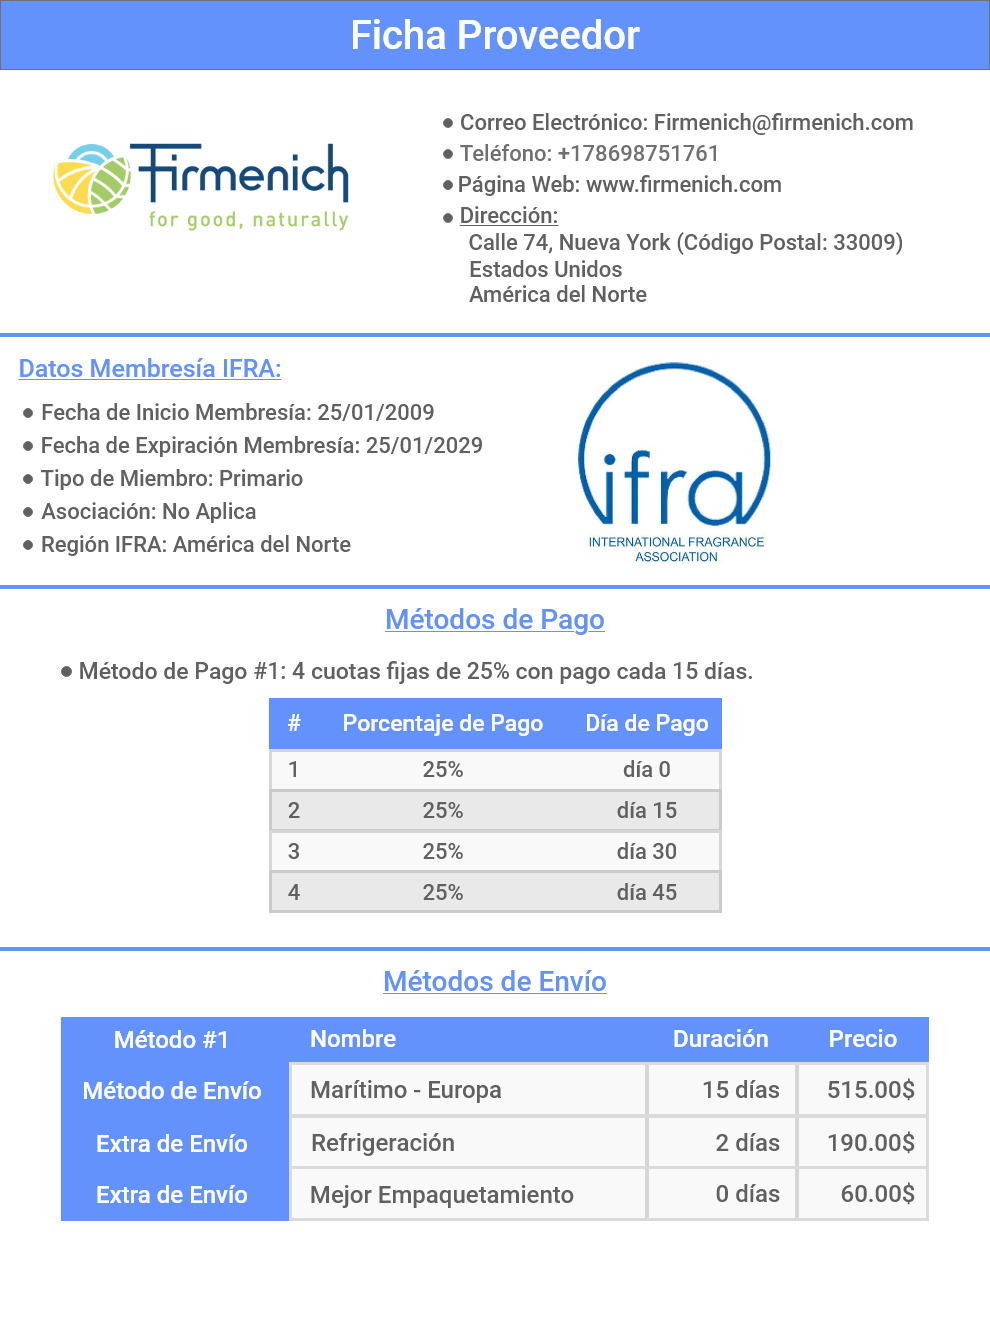 Ficha Proveedor
Firmenich
for good, naturally
● Correo Electrónico: Firmenich@firmenich.com
● Teléfono: +178698751761
● Página Web: www.firmenich.com
● Dirección:
Calle 74, Nueva York (Código Postal: 33009)
Estados Unidos
América del Norte
Datos Membresía IFRA:
● Fecha de Inicio Membresía: 25/01/2009
● Fecha de Expiración Membresía: 25/01/2029
● Tipo de Miembro: Primario
● Asociación: No Aplica
● Región IFRA: América del Norte
ifra
INTERNATIONAL FRAGRANCE
ASSOCIATION
Métodos de Pago
● Método de Pago #1: 4 cuotas fijas de 25% con pago cada 15 días.
# Porcentaje de Pago Día de Pago
1 25% día 0
2 25% día 15
3 25% día 30
4 25% día 45
Métodos de Envío
Método #1 Nombre Duración Precio
Método de Envío Marítimo - Europa 15 días 515.00$
Extra de Envío Refrigeración 2 días 190.00$
Extra de Envío Mejor Empaquetamiento 0 días 60.00$